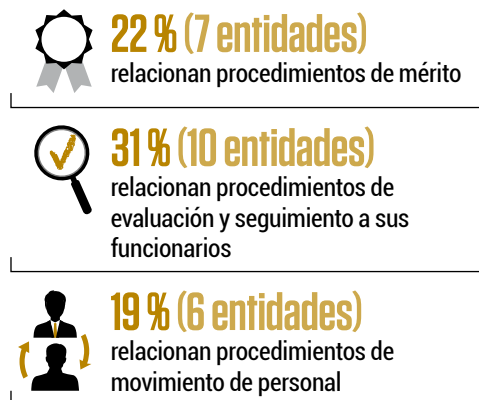 22 % (7 entidades)
relacionan procedimientos de mérito
31 % (10 entidades)
relacionan procedimientos de
evaluación y seguimiento a sus
funcionarios
19 % (6 entidades)
relacionan procedimientos de
movimiento de personal